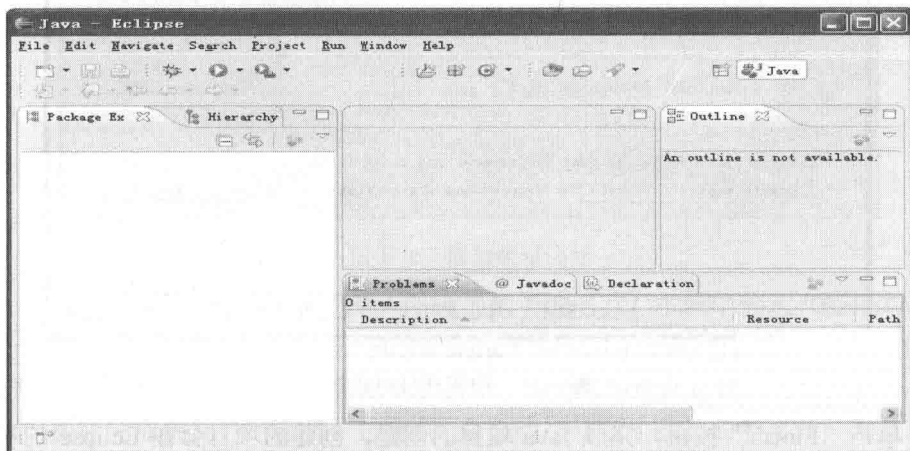 Java - Eclipse
File Edit Navigate Search Project Run Window Help
Java
Package Ex
Hierarchy
Outline
An outline is not available.
Problems
@ Javadoc
Declaration
0 items
Description
Resource
Path